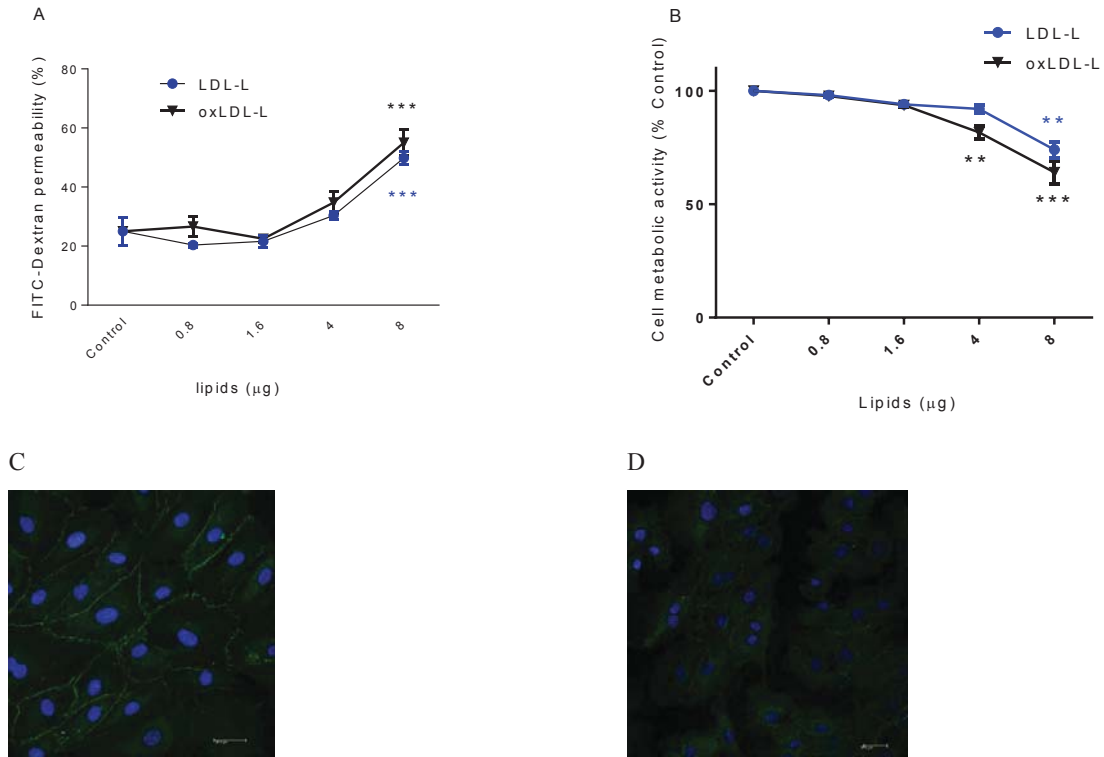 A
FITC-Dextran permeability (%)
80
60
40
20
0
LDL-L
oxLDL-L
***
***
Control
0.8
1.6
4
8
lipids (μg)
B
LDL-L
oxLDL-L
Cell metabolic activity (% Control)
100
50
0
**
**
***
Control
0.8
1.6
4
8
Lipids (μg)
C
D